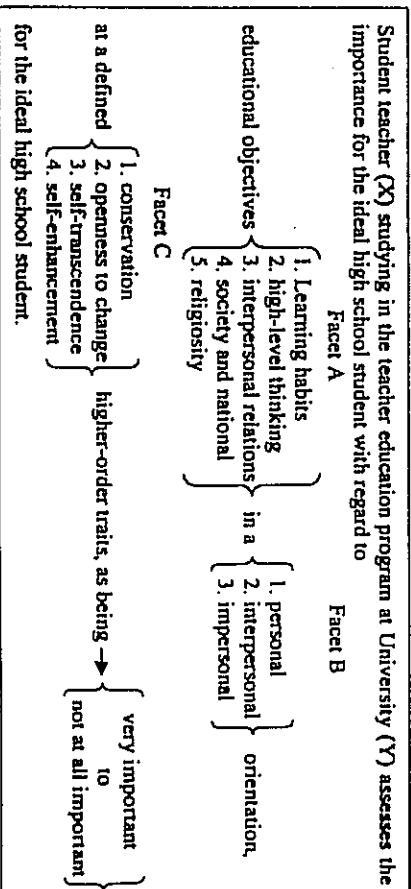 Student teacher (X) studying in the teacher education program at University (Y) assesses the
importance for the ideal high school student with regard to
Facet A
educational objectives
1. Learning habits
2. high-level thinking
3. interpersonal relations
4. society and national
5. religiosity
in a
Facet B
1. personal
2. interpersonal
3. impersonal
orientation,
at a defined
Facet C
1. conservation
2. openness to change
3. self-transcendence
4. self-enhancement
higher-order traits, as being →
very important
to
not at all important
for the ideal high school student.